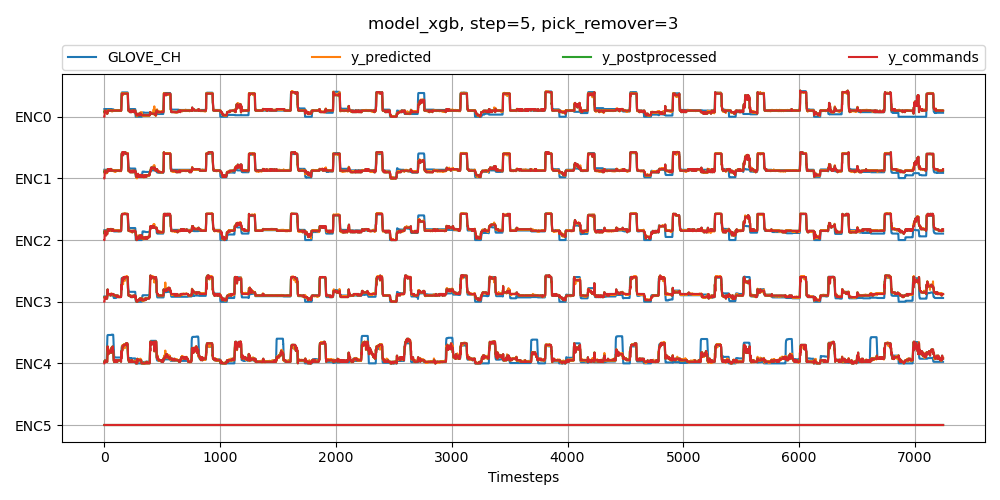 model_xgb, step=5, pick_remover=3
GLOVE_CH y_predicted y_postprocessed y_commands
ENC0
ENC1
ENC2
ENC3
ENC4
ENC5
0 1000 2000 3000 4000 5000 6000 7000
Timesteps